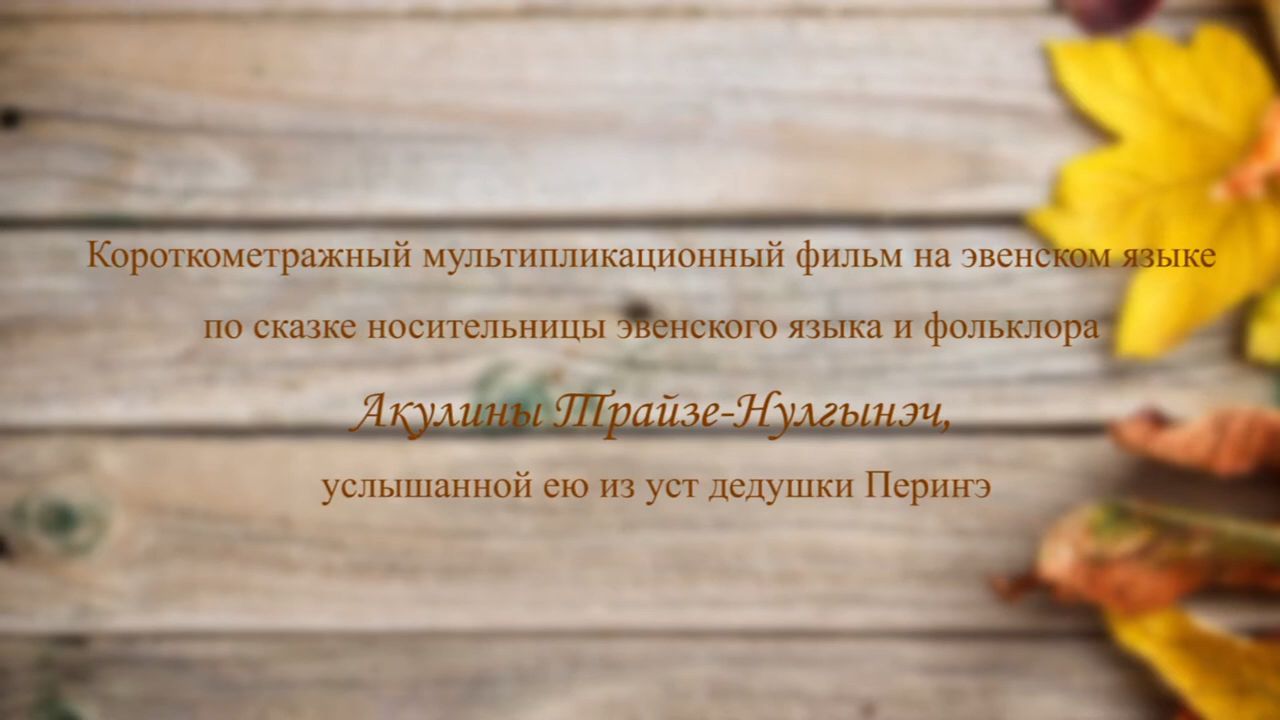 Короткометражный мультипликационный фильм на эвенском языке
по сказке носительницы эвенского языка и фольклора
Акулины Трайзе-Нулгынэч,
услышанной ею из уст дедушки Периҥэ